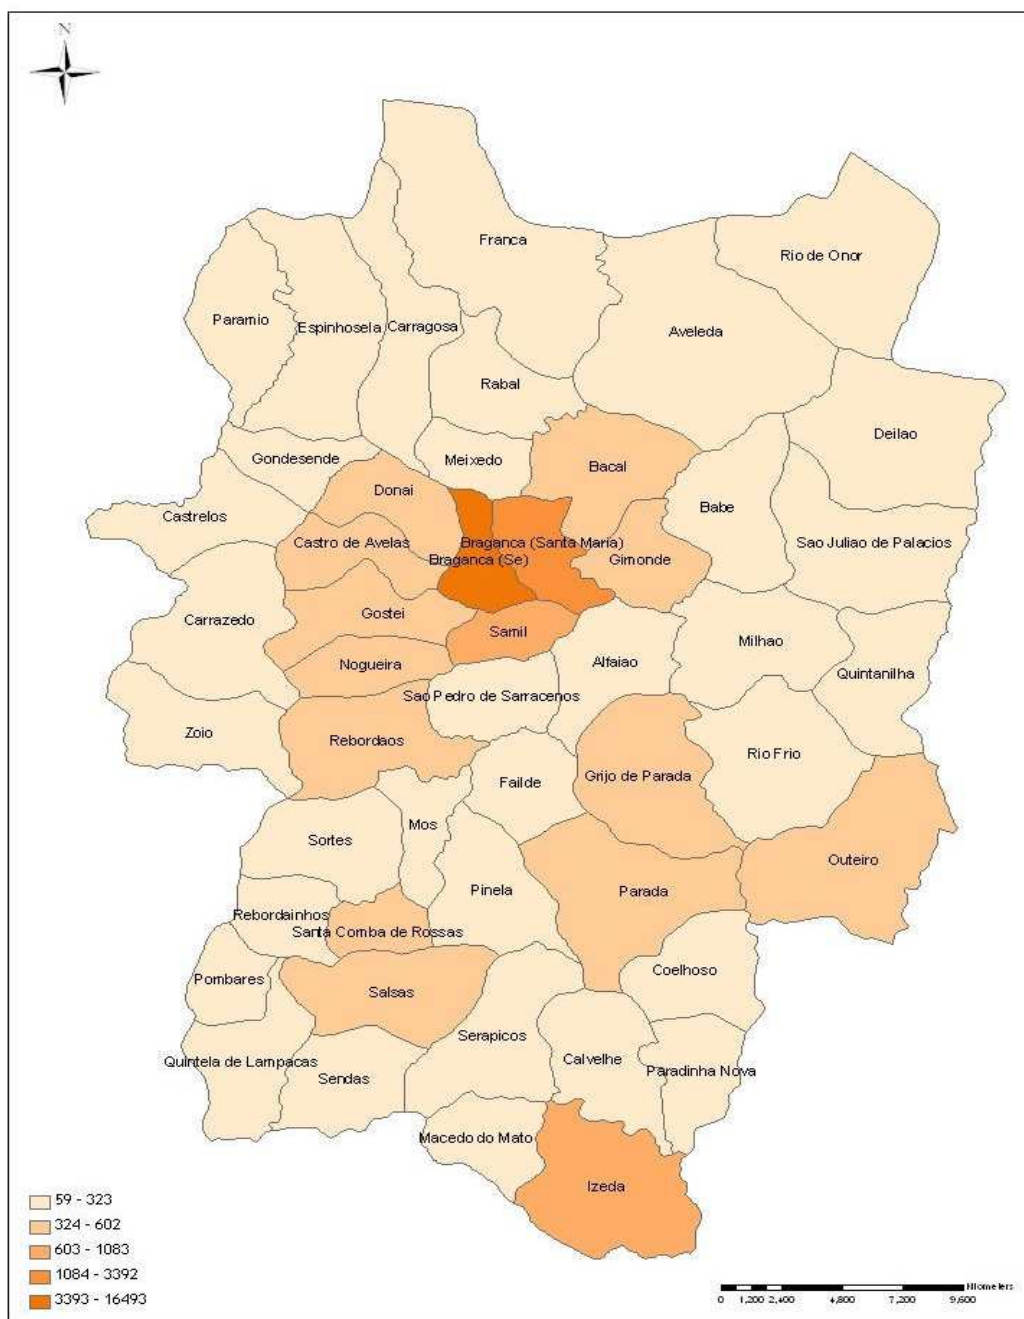 N
Franca
Rio de Onor
Paramio
Espinhosela
Carragosa
Aveleda
Rabal
Deilao
Gondesende
Meixedo
Bacal
Donai
Castrelos
Babe
Castro de Avelas
Braganca (Santa Maria)
Sao Juliao de Palacios
Braganca (Se)
Gimonde
Gostei
Carrazedo
Samil
Milhao
Nogueira
Alfaiao
Quintanilha
Sao Pedro de Sarracenos
Zoio
Rebordaos
Rio Frio
Failde
Grijo de Parada
Mos
Sortes
Outeiro
Pinela
Parada
Rebordainhos
Santa Comba de Rossas
Coelhoso
Pombares
Salsas
Serapicos
Quintela de Lampacas
Calvelhe
Paradinha Nova
Sendas
Macedo do Mato
Izeda
59 - 323
324 - 602
603 - 1083
1084 - 3392
3393 - 16493
Kilometers
0 1,200 2,400 4,800 7,200 9,600